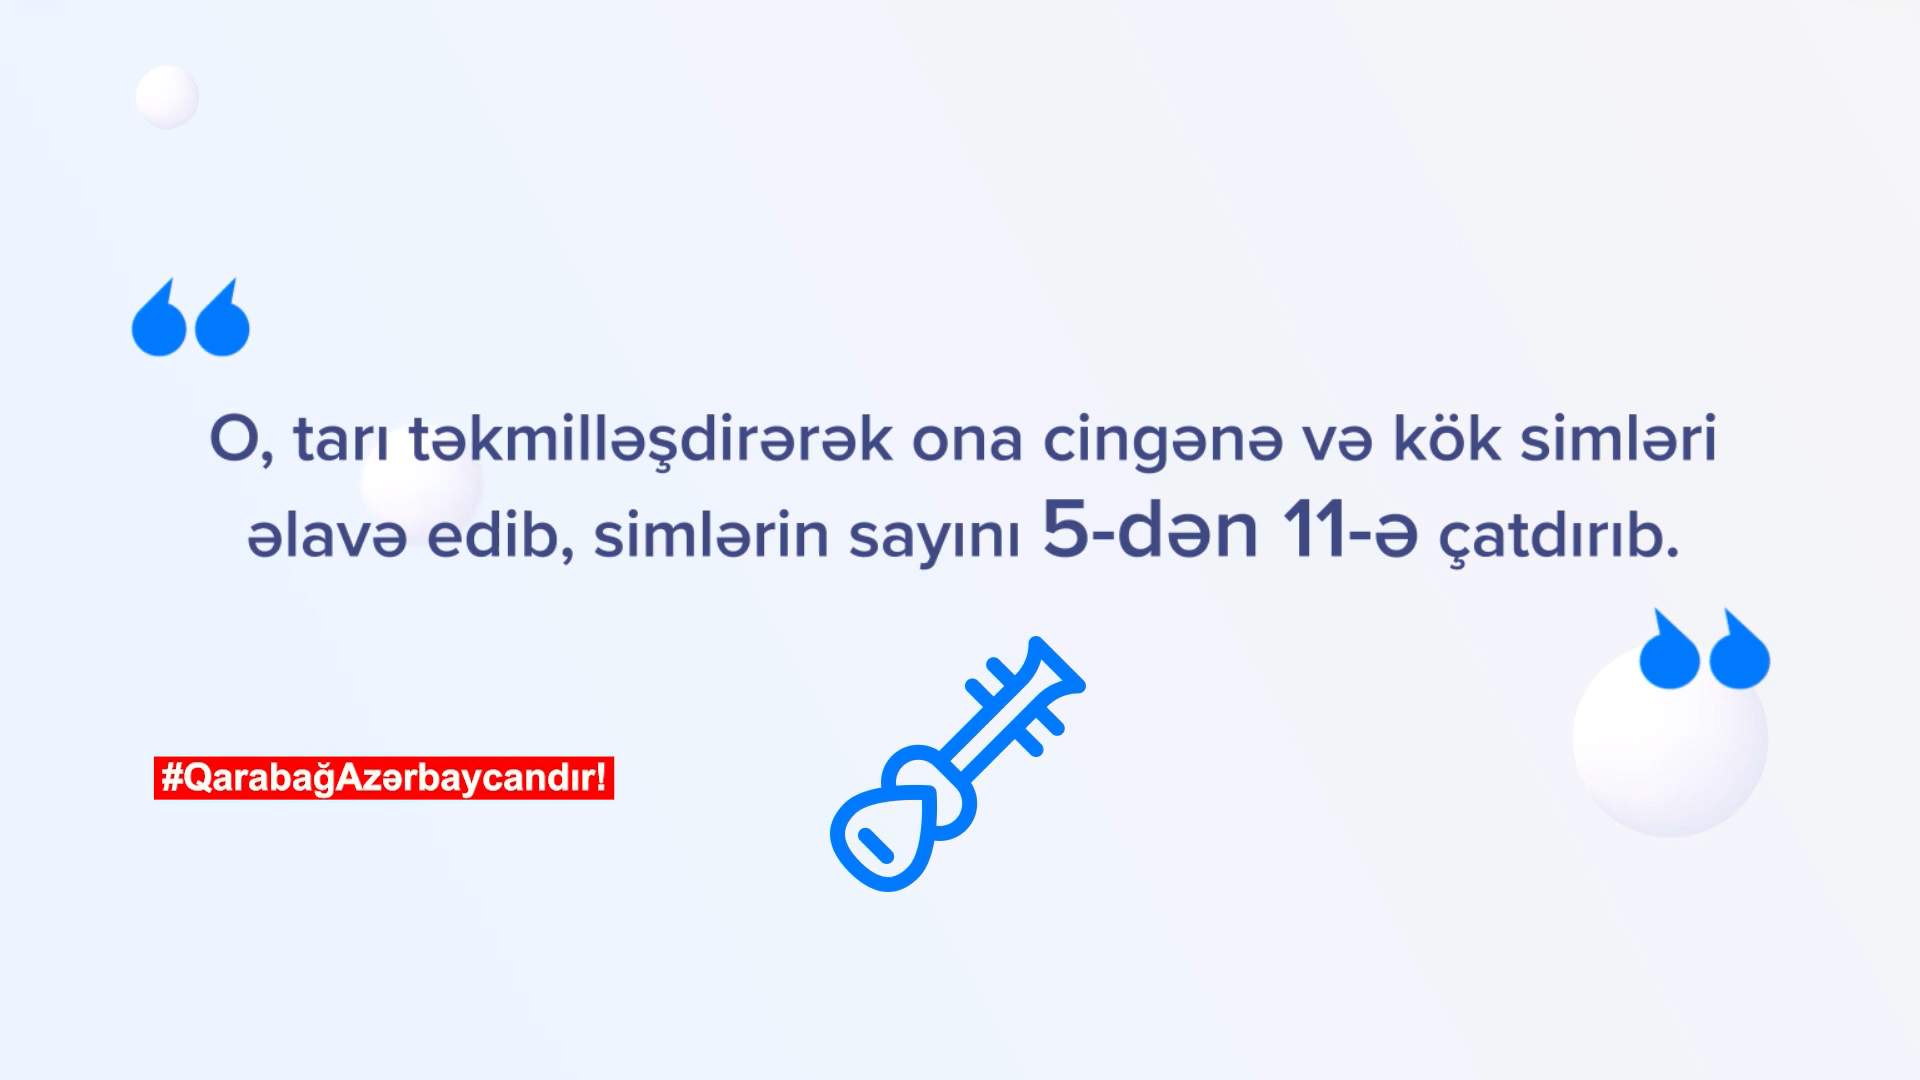 O, tarı təkmilləşdirərək ona cingənə və kök simləri
əlavə edib, simlərin sayını 5-dən 11-ə çatdırıb.
#QarabağAzərbaycandır!